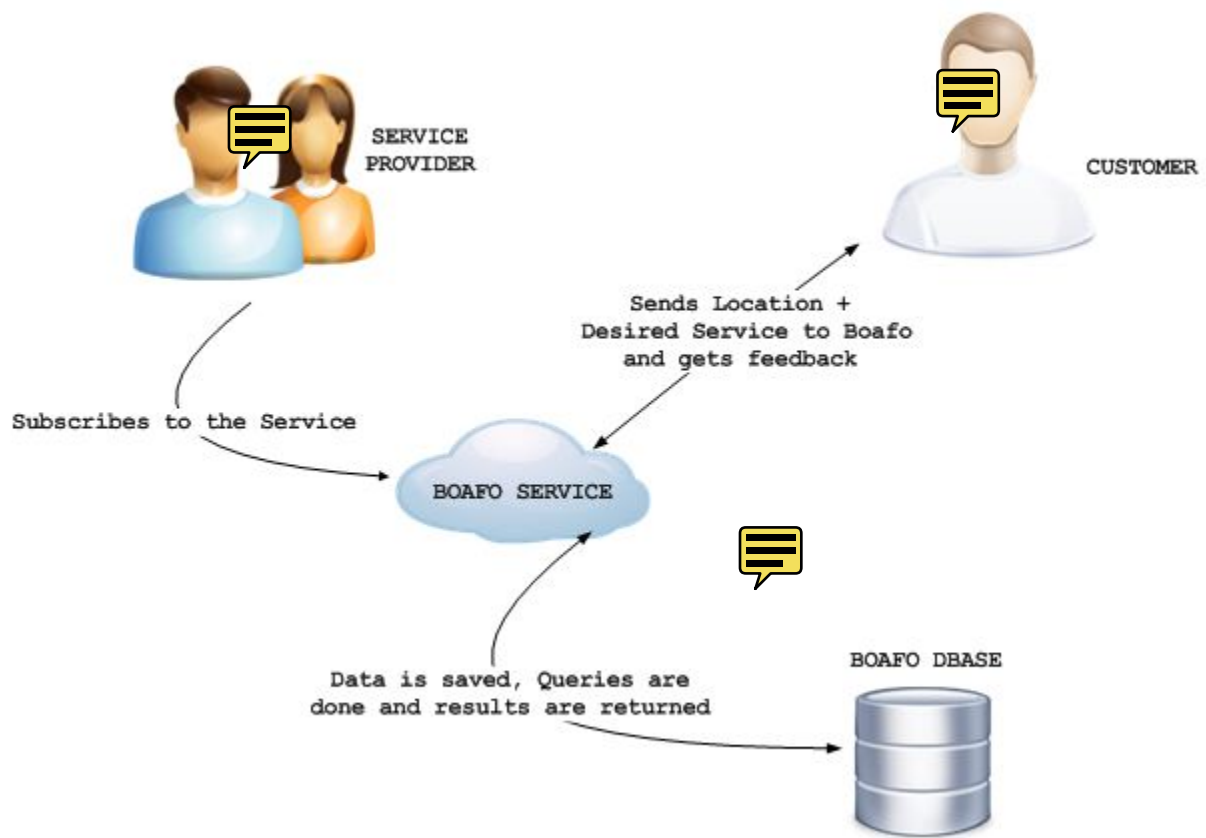 SERVICE
PROVIDER
CUSTOMER
Sends Location +
Desired Service to Boafo
and gets feedback
Subscribes to the Service
BOAFO SERVICE
BOAFO DBASE
Data is saved, Queries are
done and results are returned